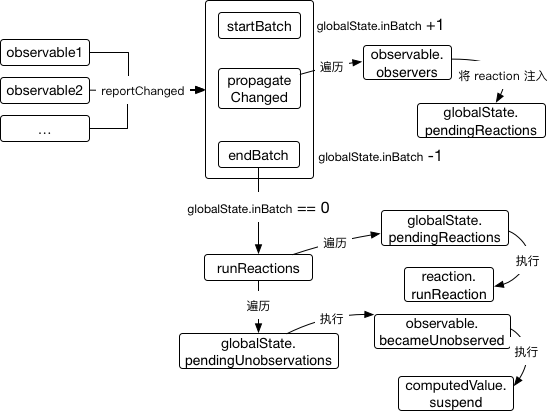 startBatch
globalState.inBatch +1
observable1
observable2
...
reportChanged
propagate
Changed
遍历
observable.
observers
将 reaction 注入
globalState.
pendingReactions
endBatch
globalState.inBatch -1
globalState.inBatch == 0
runReactions
遍历
globalState.
pendingReactions
执行
reaction.
runReaction
遍历
globalState.
pendingUnobservations
执行
observable.
becameUnobserved
执行
computedValue.
suspend